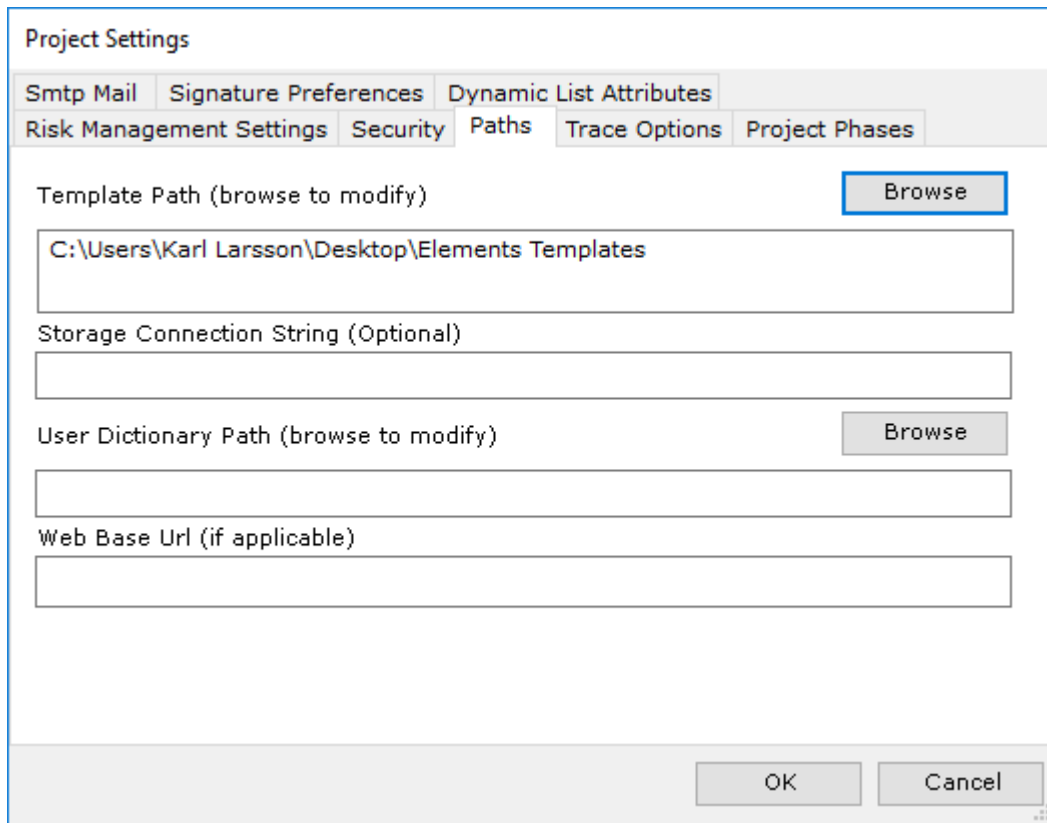 Project Settings
Smtp Mail Signature Preferences Dynamic List Attributes
Risk Management Settings Security Paths Trace Options Project Phases
Template Path (browse to modify) Browse
C:\Users\Karl Larsson\Desktop\Elements Templates
Storage Connection String (Optional)
User Dictionary Path (browse to modify) Browse
Web Base Url (if applicable)
OK Cancel